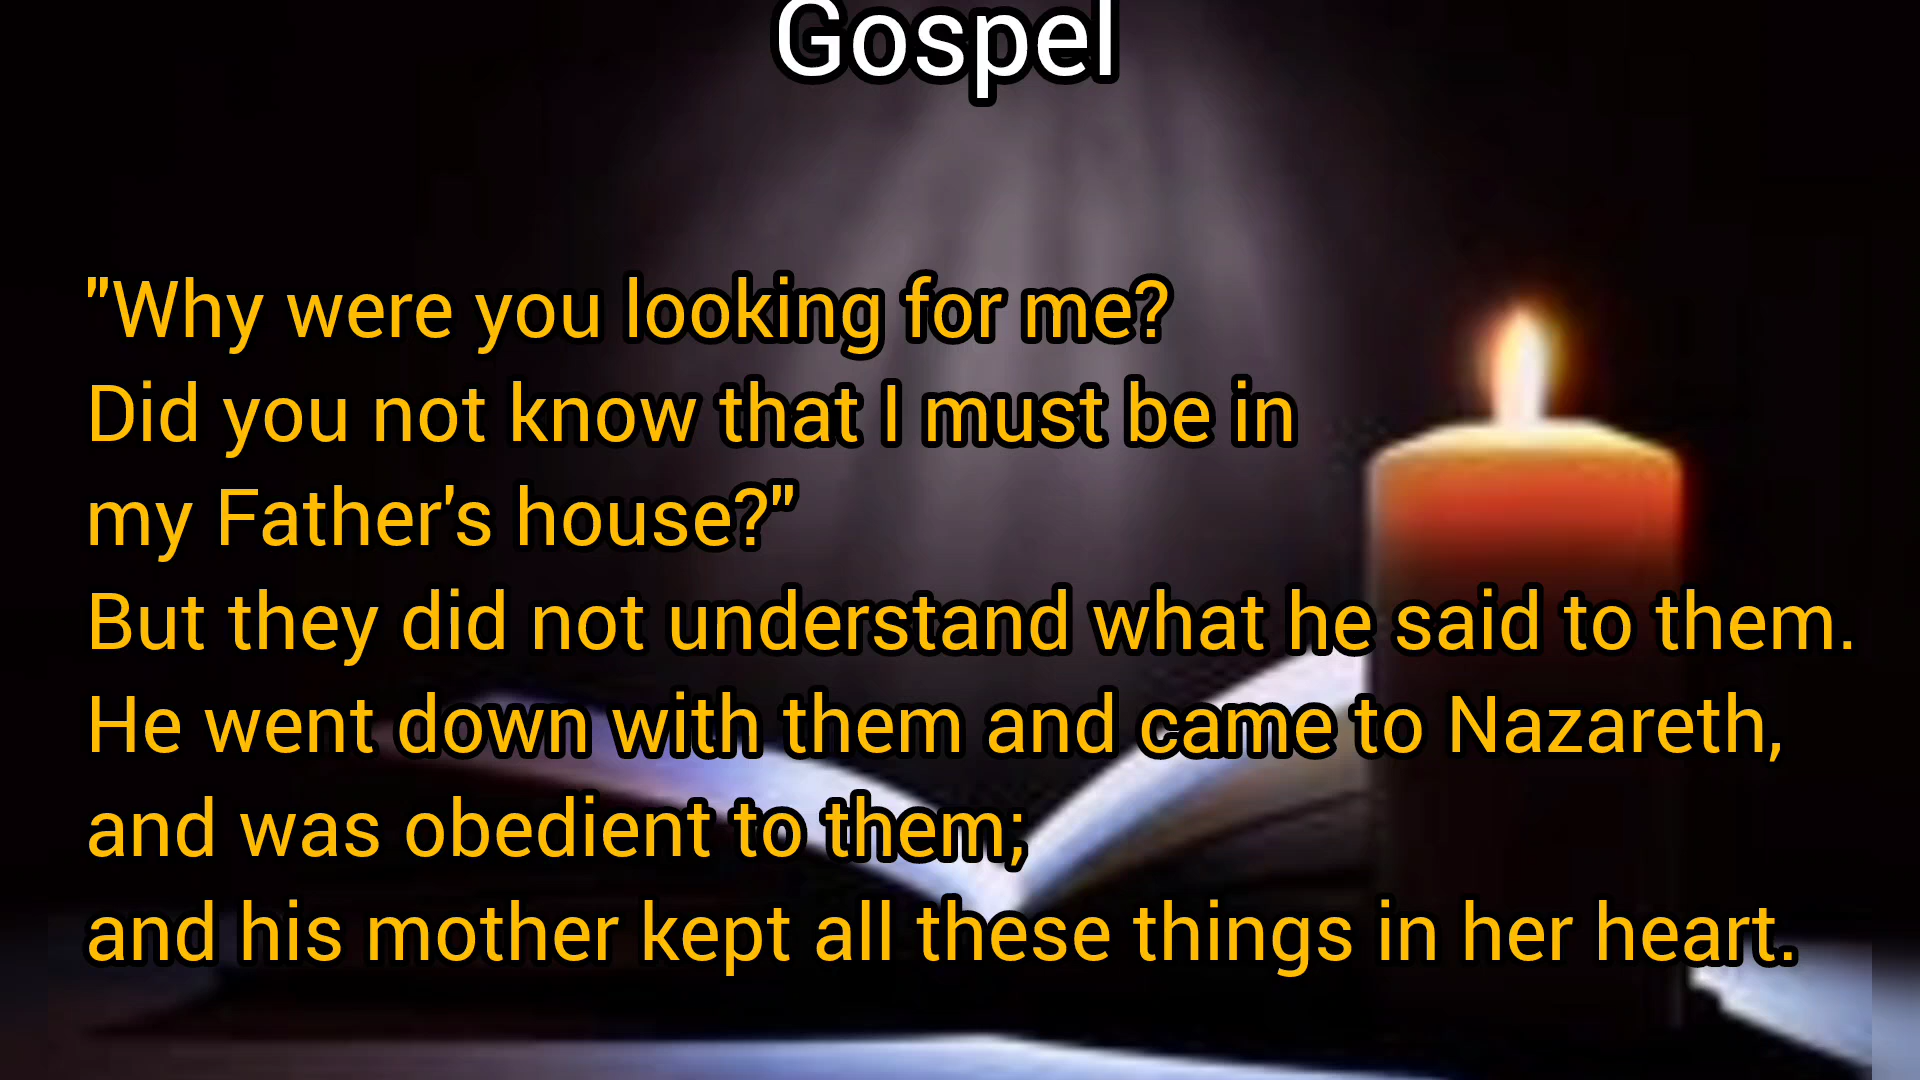 Gospel
"Why were you looking for me?
Did you not know that I must be in
my Father's house?"
But they did not understand what he said to them.
He went down with them and came to Nazareth,
and was obedient to them;
and his mother kept all these things in her heart.